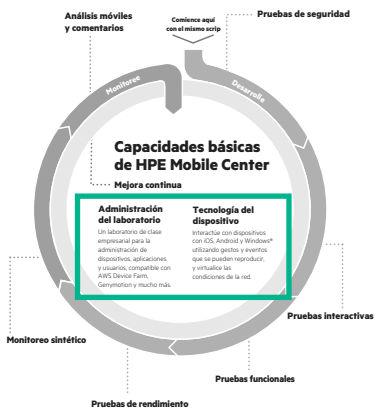 Análisis móviles
y comentarios
Comience aquí
con el mismo scrip
Pruebas de seguridad
Monitoree
Desarrolle
Capacidades básicas
de HPE Mobile Center
Mejora continua
Administración
del laboratorio
Un laboratorio de clase
empresarial para la
administración de
dispositivos, aplicaciones
y usuarios, compatible con
AWS Device Farm,
Genymotion y mucho más.
Tecnología del
dispositivo
Interactúe con dispositivos
con iOS, Android y Windows®
utilizando gestos y eventos
que se pueden reproducir,
y virtualice las
condiciones de la red.
Pruebas interactivas
Monitoreo sintético
Pruebas funcionales
Pruebas de rendimiento